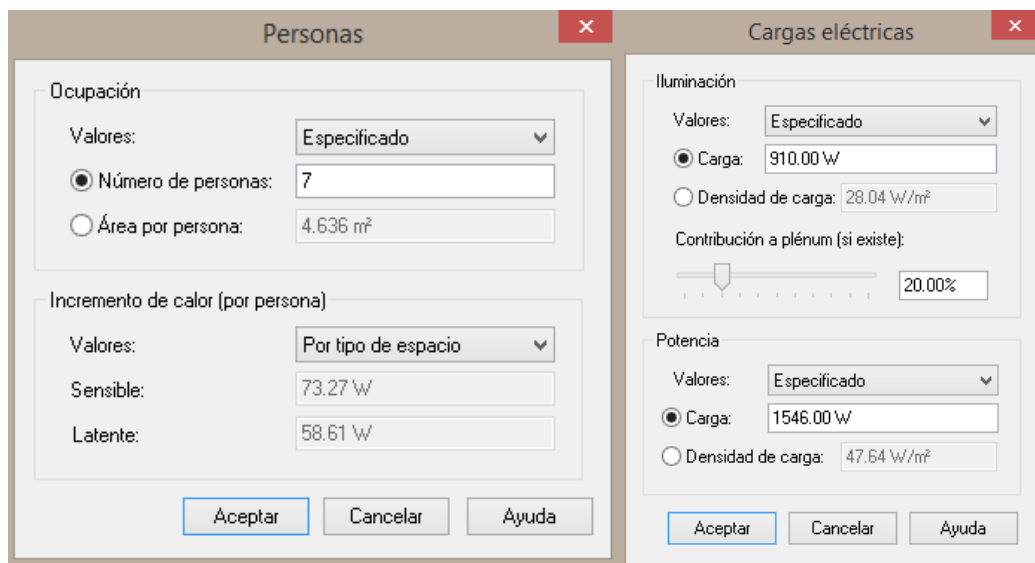 Personas
Ocupación
Valores: Especificado
Número de personas: 7
Área por persona: 4.636 m²
Incremento de calor (por persona)
Valores: Por tipo de espacio
Sensible: 73.27 W
Latente: 58.61 W
Aceptar Cancelar Ayuda
Cargas eléctricas
Iluminación
Valores: Especificado
Carga: 910.00 W
Densidad de carga: 28.04 W/m²
Contribución a plénum (si existe):
20.00%
Potencia
Valores: Especificado
Carga: 1546.00 W
Densidad de carga: 47.64 W/m²
Aceptar Cancelar Ayuda